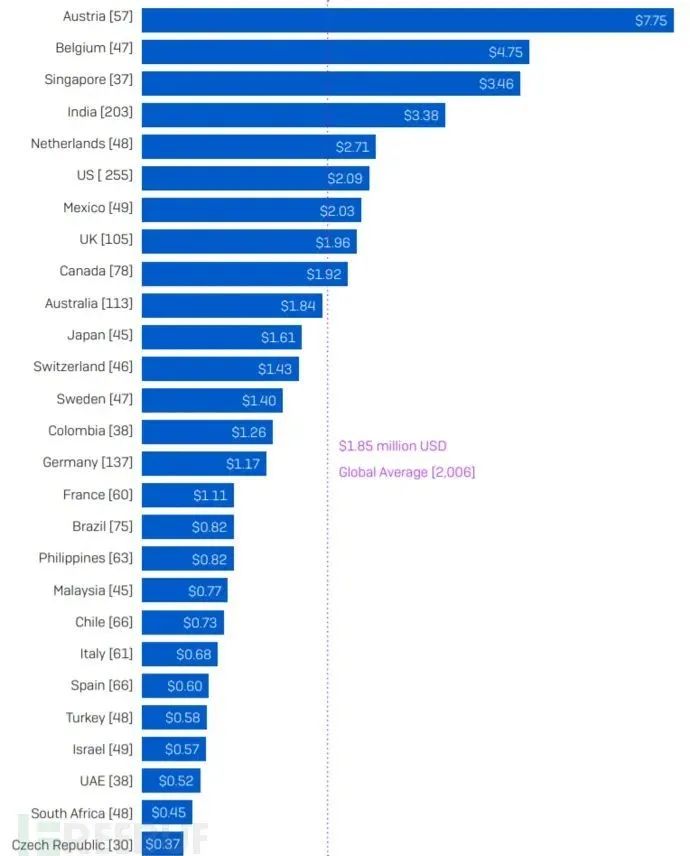 Austria [57] $7.75
Belgium [47] $4.75
Singapore [37] $3.46
India [203] $3.38
Netherlands [48] $2.71
US [ 255] $2.09
Mexico [49] $2.03
UK [105] $1.96
Canada [78] $1.92
Australia [113] $1.84
Japan [45] $1.61
Switzerland [46] $1.43
Sweden [47] $1.40
Colombia [38] $1.26
$1.85 million USD
Germany [137] $1.17
Global Average [2,006]
France [60] $1.11
Brazil [75] $0.82
Philippines [63] $0.82
Malaysia [45] $0.77
Chile [66] $0.73
Italy [61] $0.68
Spain [66] $0.60
Turkey [48] $0.58
Israel [49] $0.57
UAE [38] $0.52
South Africa [48] $0.45
Czech Republic [30] $0.37